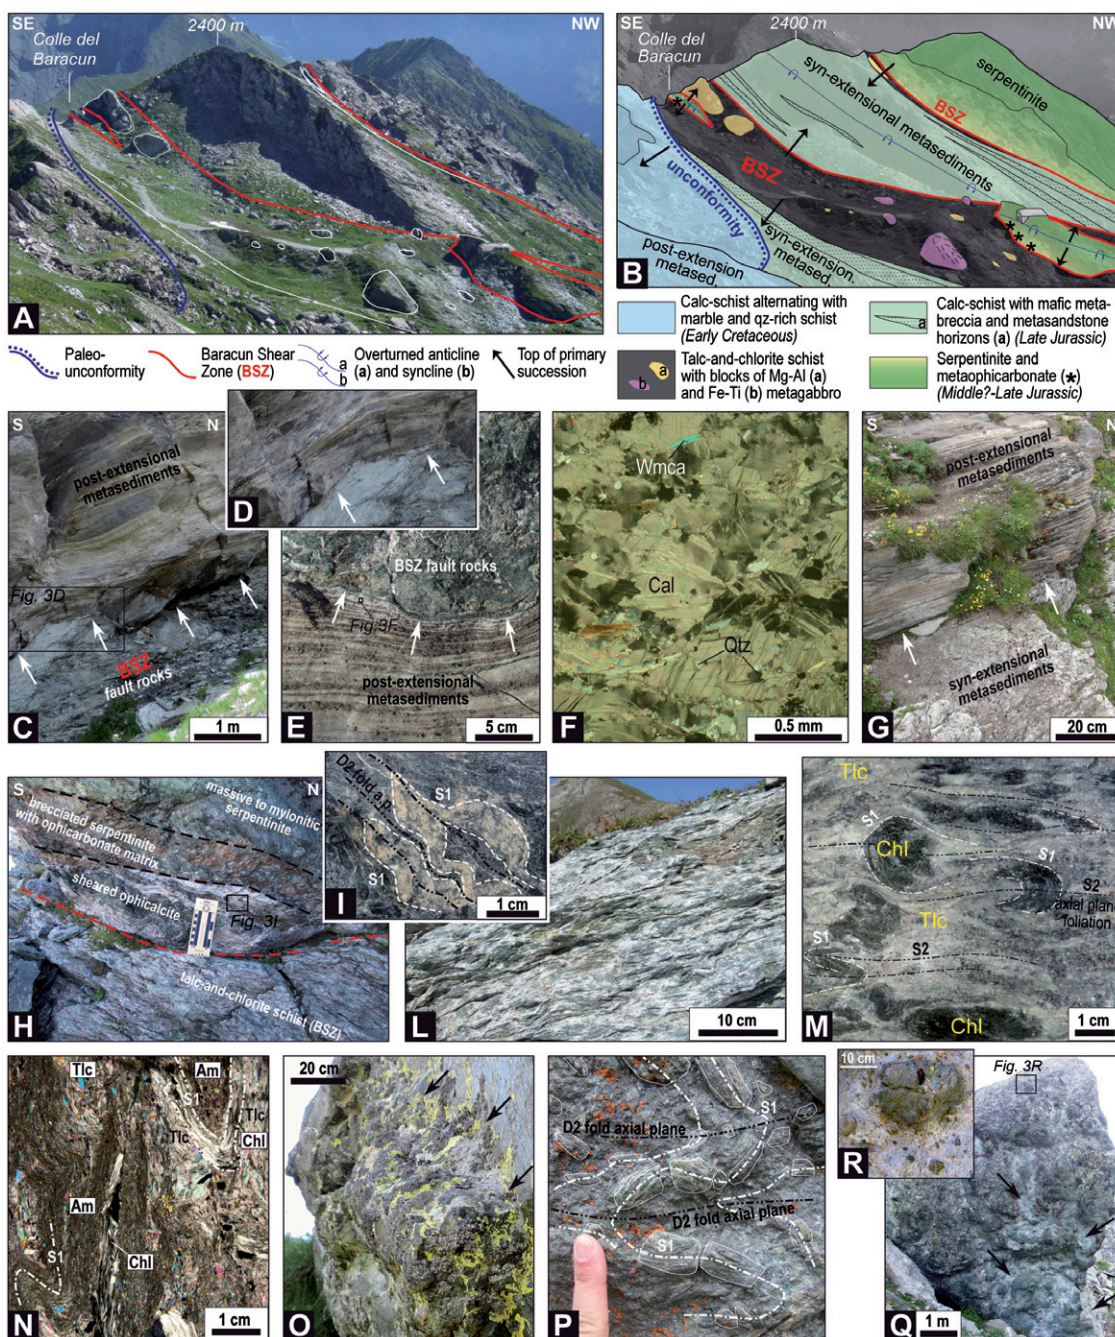 SE
NW
2400 m
Colle del
Baracun
A
SE
NW
2400 m
Colle del
Baracun
serpentinite
BSZ
syn-extensional metasediments
*
BSZ
unconformity
syn-extension.
metased.
post-extension
metased.
***
B
Paleo-
unconformity
Baracun Shear
Zone (BSZ)
a
b
Overturned anticline
(a) and syncline (b)
Top of primary
succession
Calc-schist alternating with
marble and qz-rich schist
(Early Cretaceous)
a
b
Talc-and-chlorite schist
with blocks of Mg-Al (a)
and Fe-Ti (b) metagabbro
a
Calc-schist with mafic meta-
breccia and metasandstone
horizons (a) (Late Jurassic)
Serpentinite and
metaophicarbonate (*)
(Middle?-Late Jurassic)
S
N
post-extensional
metasediments
Fig. 3D
BSZ
fault rocks
C
1 m
D
BSZ fault rocks
Fig.3F
post-extensional
metasediments
E
5 cm
Wmca
Cal
Qtz
F
0.5 mm
S
N
post-extensional
metasediments
syn-extensional
metasediments
G
20 cm
S
N
massive to mylonitic
serpentinite
brecciated serpentinite
with ophicarbonate matrix
sheared ophicalcite
Fig. 3I
talc-and-chlorite schist (BSZ)
H
D2 fold a.p.
S1
S1
I
1 cm
L
10 cm
Tlc
S1
Chl
S1
S2
axial plane
foliation
Tlc
S1
S2
Chl
M
1 cm
Tlc
Am
S1
Tlc
Tlc
Chl
Am
S1
Chl
N
1 cm
20 cm
O
S1
D2 fold axial plane
D2 fold axial plane
S1
P
10 cm
R
Fig. 3R
Q
1 m